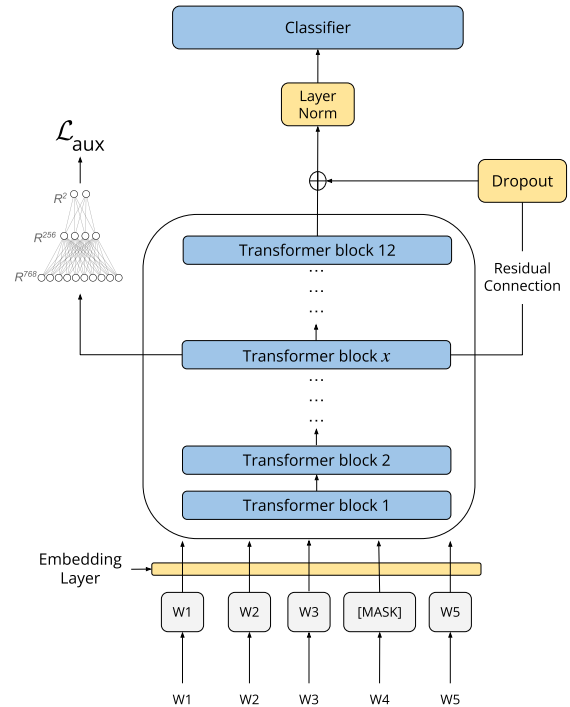 Classifier
Layer
Norm
ℒaux
Dropout
R²
R²⁵⁶
R⁷⁶⁸
Transformer block 12
... 
...
...
Residual
Connection
Transformer block x
...
...
...
Transformer block 2
Transformer block 1
Embedding
Layer
W1 W2 W3 [MASK] W5
W1 W2 W3 W4 W5